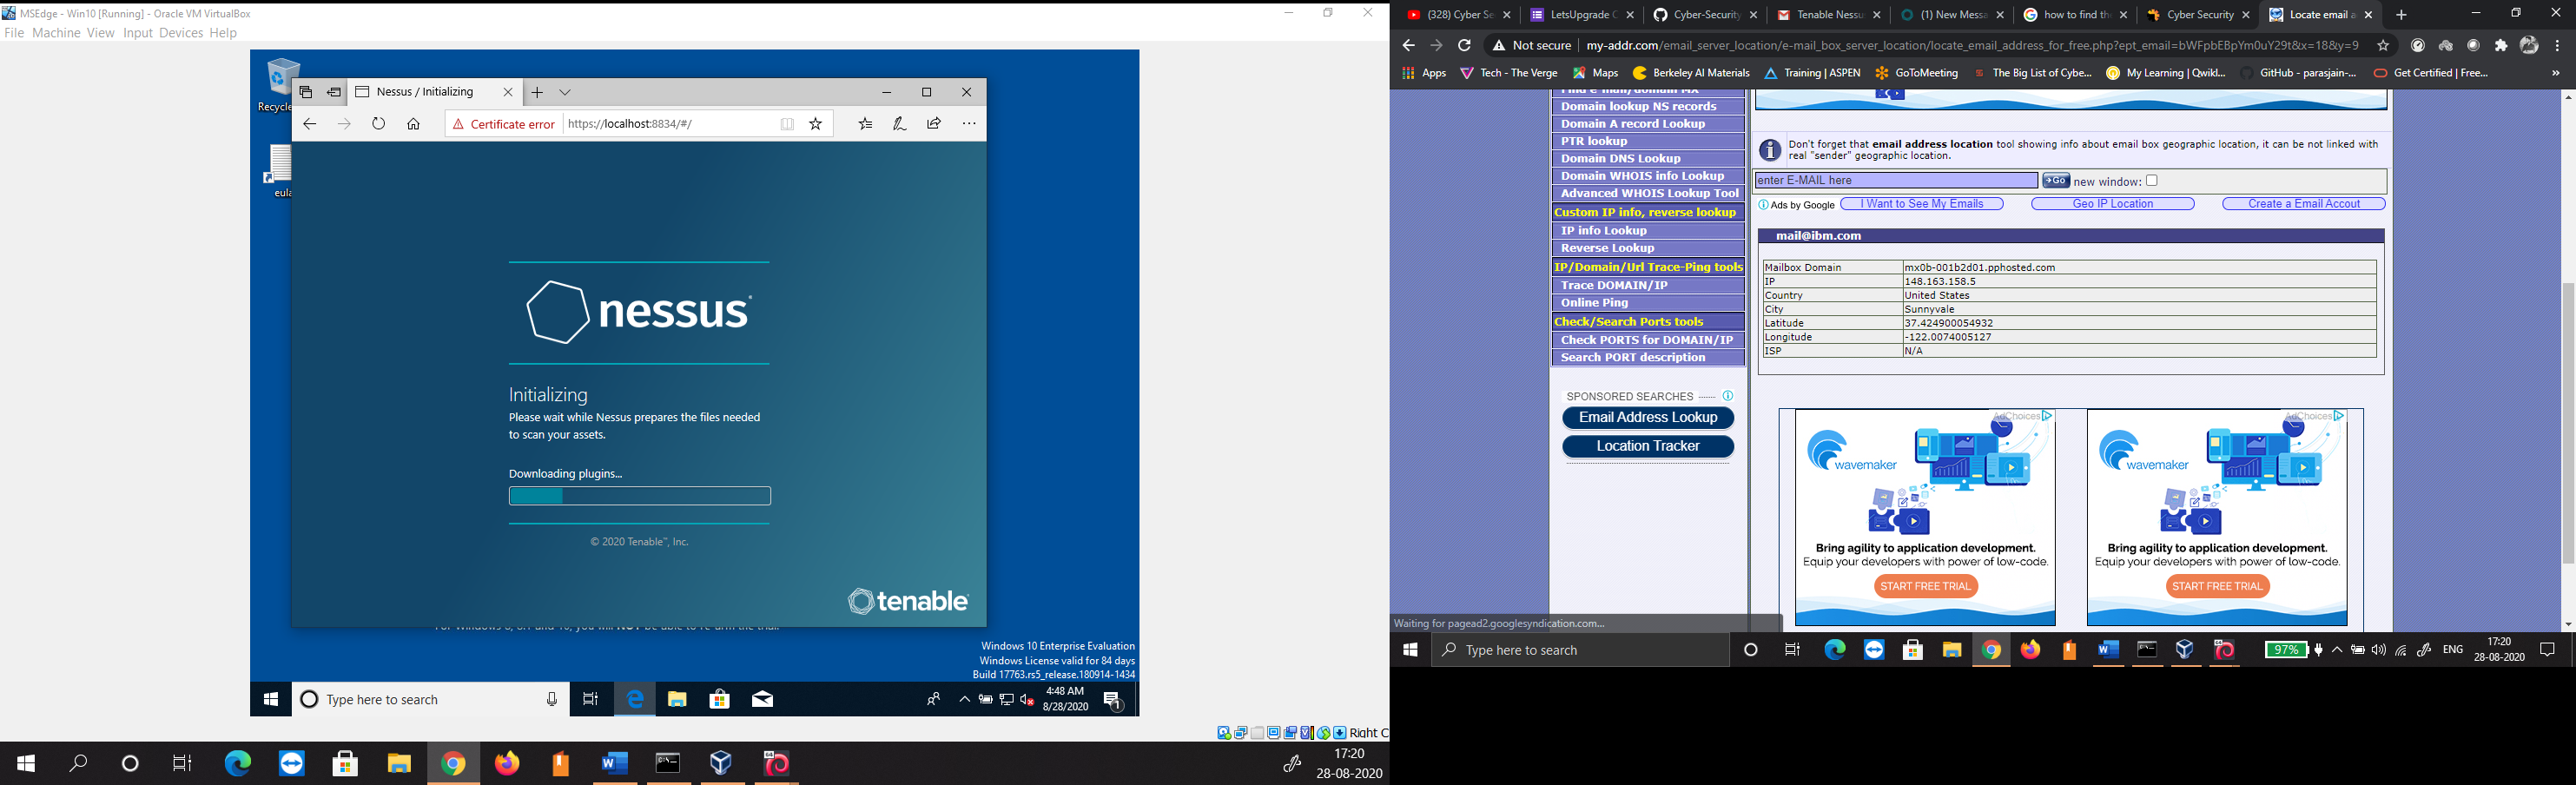 MSEdge - Win10 [Running] - Oracle VM VirtualBox
File Machine View Input Devices Help
Recycle
eula
Nessus / Initializing
Certificate error https://localhost:8834/#/
nessus
Initializing
Please wait while Nessus prepares the files needed
to scan your assets.
Downloading plugins...
© 2020 Tenable™, Inc.
tenable
Windows 10 Enterprise Evaluation
Windows License valid for 84 days
Build 17763.rs5_release.180914-1434
Type here to search
4:48 AM
8/28/2020
1
Right C
17:20
28-08-2020
(328) Cyber Se
LetsUpgrade C
Cyber-Security
Tenable Nessu
(1) New Messa
how to find th
Cyber Security
Locate email a
Not secure my-addr.com/email_server_location/e-mail_box_server_location/locate_email_address_for_free.php?ept_email=bWFpbEBpYm0uY29t&x=18&y=9
Apps
Tech - The Verge
Maps
Berkeley AI Materials
Training | ASPEN
GoToMeeting
The Big List of Cybe...
My Learning | Qwikl...
GitHub - parasjain-...
Get Certified | Free...
Find e-mail/domain MX
Domain lookup NS records
Domain A record Lookup
PTR lookup
Domain DNS Lookup
Domain WHOIS info Lookup
Advanced WHOIS Lookup Tool
Custom IP info, reverse lookup
IP info Lookup
Reverse Lookup
IP/Domain/Url Trace-Ping tools
Trace DOMAIN/IP
Online Ping
Check/Search Ports tools
Check PORTS for DOMAIN/IP
Search PORT description
SPONSORED SEARCHES
Email Address Lookup
Location Tracker
Don't forget that email address location tool showing info about email box geographic location, it can be not linked with
real "sender" geographic location.
enter E-MAIL here Go new window:
Ads by Google I Want to See My Emails Geo IP Location Create a Email Accout
mail@ibm.com
Mailbox Domain mx0b-001b2d01.pphosted.com
IP 148.163.158.5
Country United States
City Sunnyvale
Latitude 37.424900054932
Longitude -122.0074005127
ISP N/A
AdChoices
wavemaker
Bring agility to application development.
Equip your developers with power of low-code.
START FREE TRIAL
AdChoices
wavemaker
Bring agility to application development.
Equip your developers with power of low-code.
START FREE TRIAL
Waiting for pagead2.googlesyndication.com...
Type here to search
97%
ENG
17:20
28-08-2020